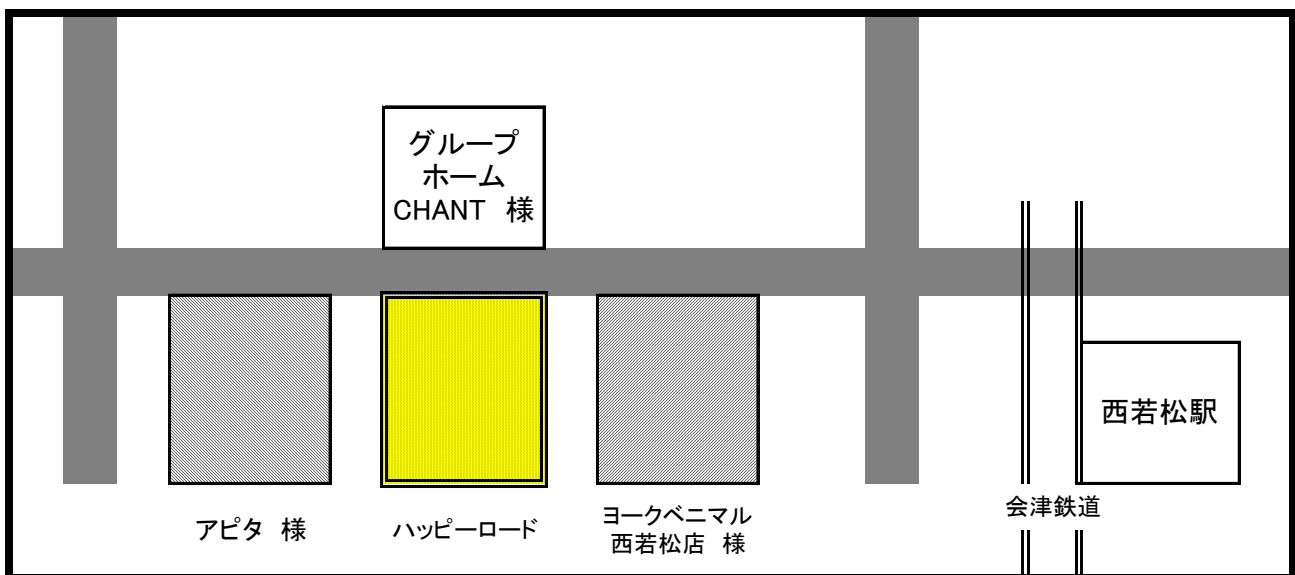 グループ
ホーム
CHANT　様
西若松駅
会津鉄道
アピタ　様
ハッピーロード
ヨークベニマル
西若松店　様